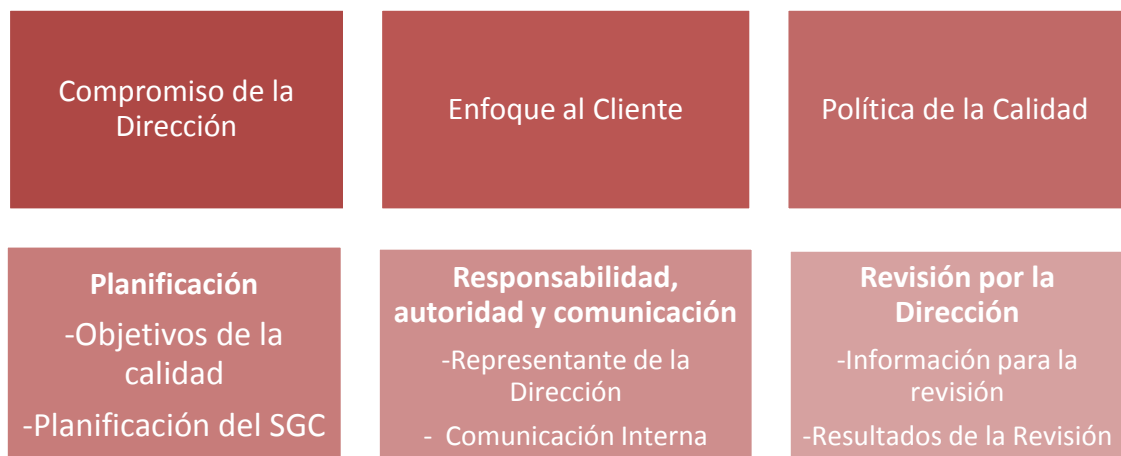 Compromiso de la
Dirección
Enfoque al Cliente
Política de la Calidad
Planificación
-Objetivos de la
calidad
-Planificación del SGC
Responsabilidad,
autoridad y comunicación
-Representante de la
Dirección
- Comunicación Interna
Revisión por la
Dirección
-Información para la
revisión
-Resultados de la Revisión